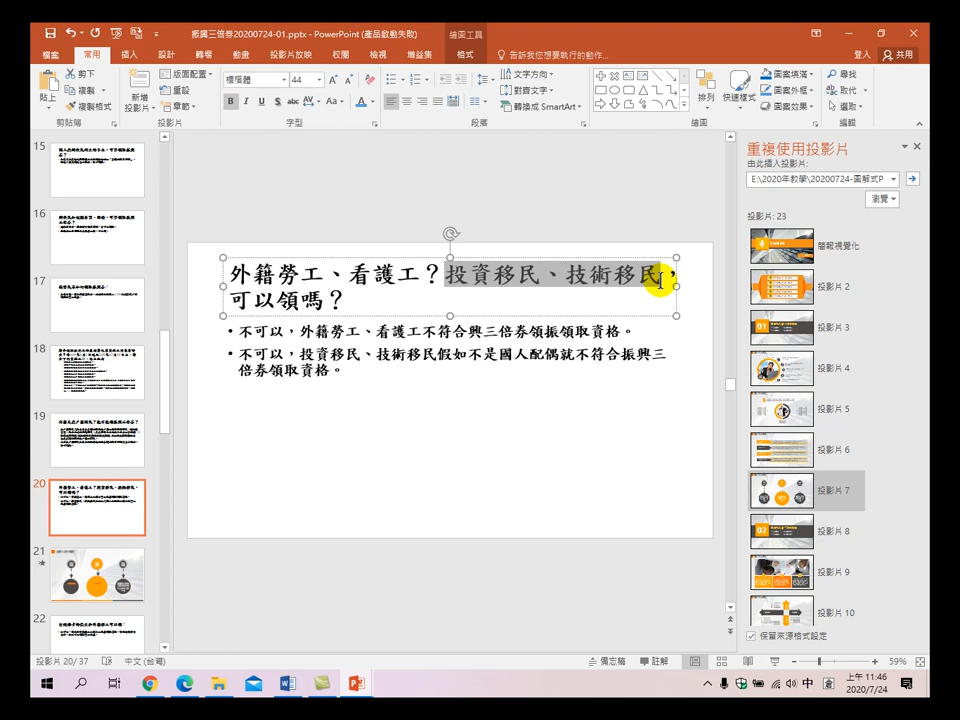 振興三倍券20200724-01.pptx - PowerPoint (產品啟動失敗)
繪圖工具
檔案 常用 插入 設計 轉場 動畫 投影片放映 校閱 檢視 增益集 格式 告訴我您想要執行的動作... 登入 共用
剪下
複製
複製格式
貼上
剪貼簿
新增
投影片
版面配置
重設
章節
投影片
標楷體 44
B I U S abc AV Aa A
字型
文字方向
對齊文字
轉換成 SmartArt
段落
排列 快速樣式
圖案填滿
圖案外框
圖案效果
繪圖
尋找
取代
選取
編輯
15
16
17
18
19
20
21
22
外籍勞工、看護工？投資移民、技術移民，
可以領嗎？
• 不可以，外籍勞工、看護工不符合興三倍券領振領取資格。
• 不可以，投資移民、技術移民假如不是國人配偶就不符合振興三
倍券領取資格。
重複使用投影片
由此插入投影片:
E:\2020年教學\20200724-圖解式P
瀏覽
投影片: 23
簡報視覺化
投影片 2
投影片 3
投影片 4
投影片 5
投影片 6
投影片 7
投影片 8
投影片 9
投影片 10
保留來源格式設定
投影片 20/ 37 中文 (台灣) 備忘稿 註解 59%
中
上午 11:46
2020/7/24